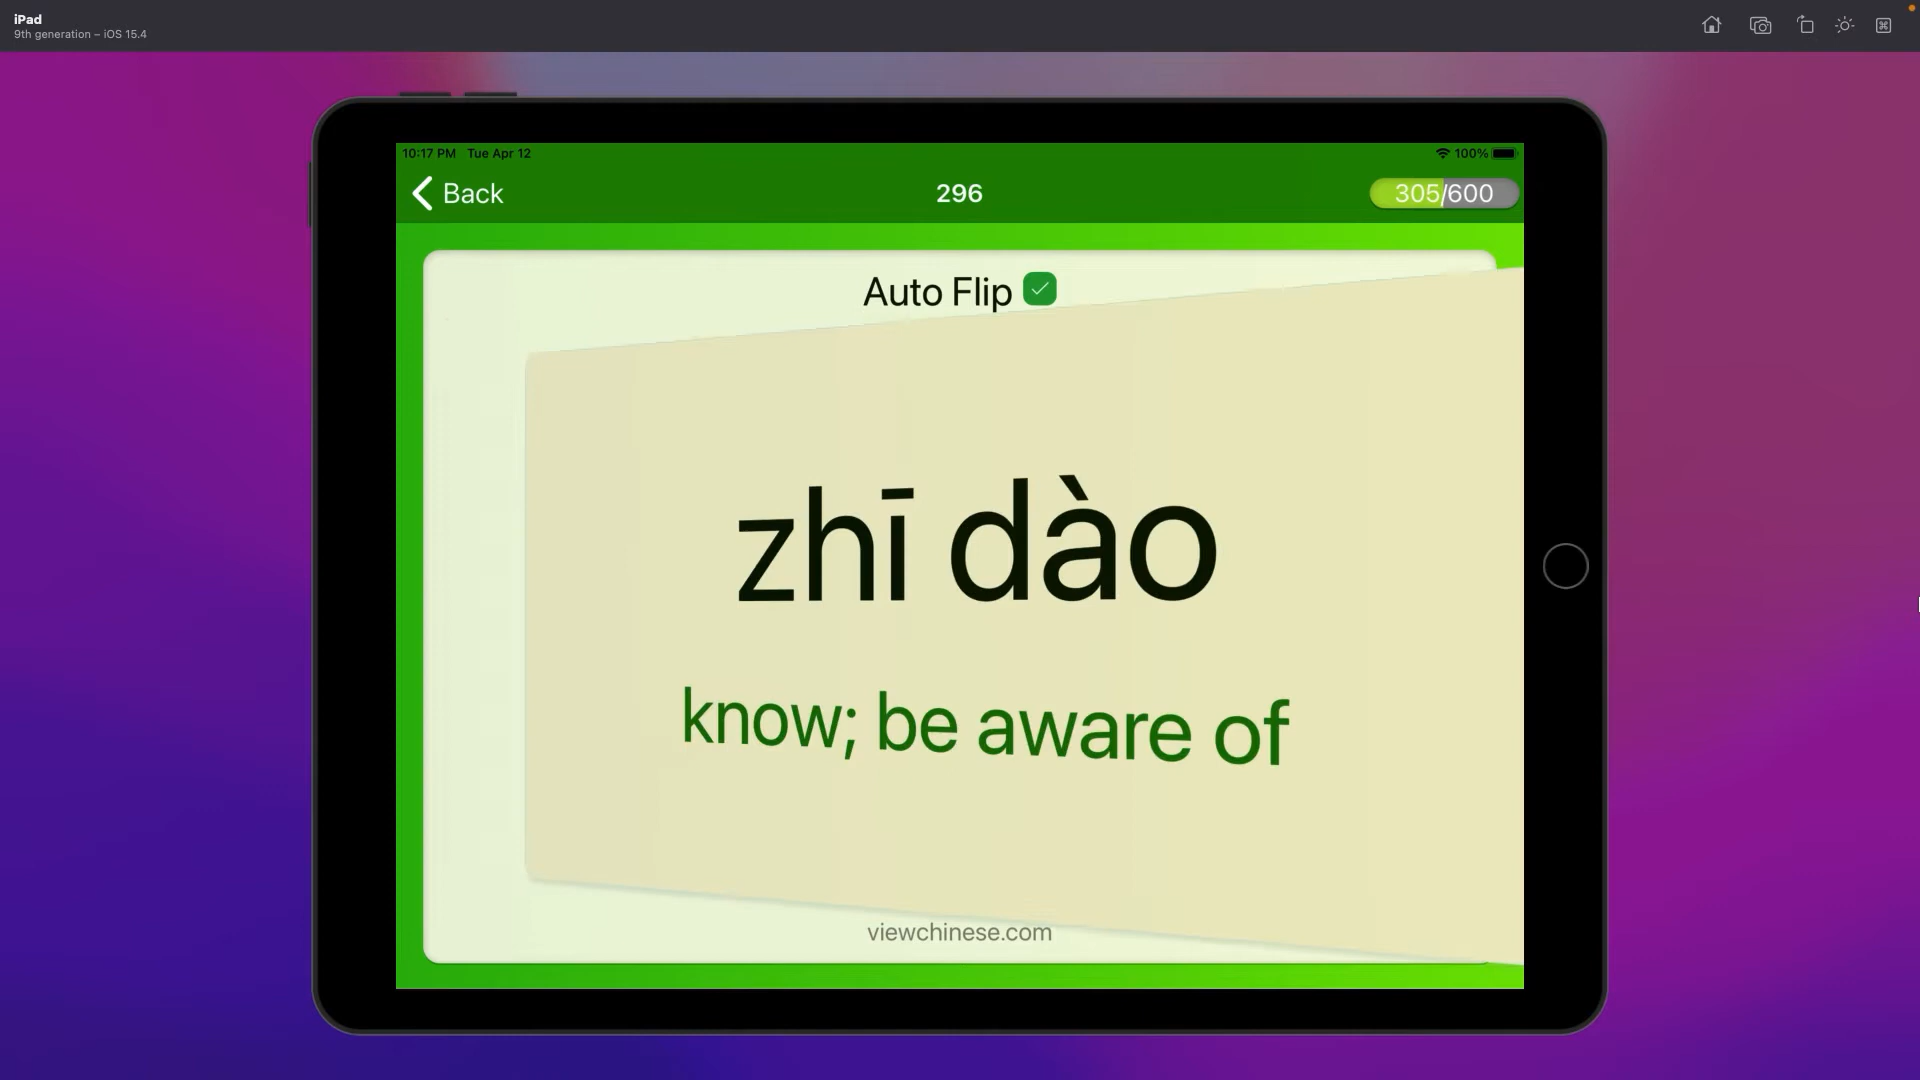 iPad
9th generation – iOS 15.4
10:17 PM Tue Apr 12
100%
Back
296
305/600
Auto Flip
zhī dào
know; be aware of
viewchinese.com